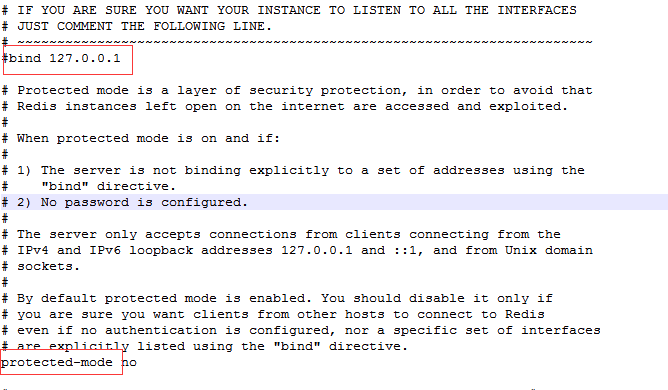 # IF YOU ARE SURE YOU WANT YOUR INSTANCE TO LISTEN TO ALL THE INTERFACES
# JUST COMMENT THE FOLLOWING LINE.
# ~~~~~~~~~~~~~~~~~~~~~~~~~~~~~~~~~~~~~~~~~~~~~~~~~~~~~~~~~~~~~~~~~~~~~~~~
#bind 127.0.0.1

# Protected mode is a layer of security protection, in order to avoid that
# Redis instances left open on the internet are accessed and exploited.
#
# When protected mode is on and if:
#
# 1) The server is not binding explicitly to a set of addresses using the
#    "bind" directive.
# 2) No password is configured.
#
# The server only accepts connections from clients connecting from the
# IPv4 and IPv6 loopback addresses 127.0.0.1 and ::1, and from Unix domain
# sockets.
#
# By default protected mode is enabled. You should disable it only if
# you are sure you want clients from other hosts to connect to Redis
# even if no authentication is configured, nor a specific set of interfaces
# are explicitly listed using the "bind" directive.
protected-mode no